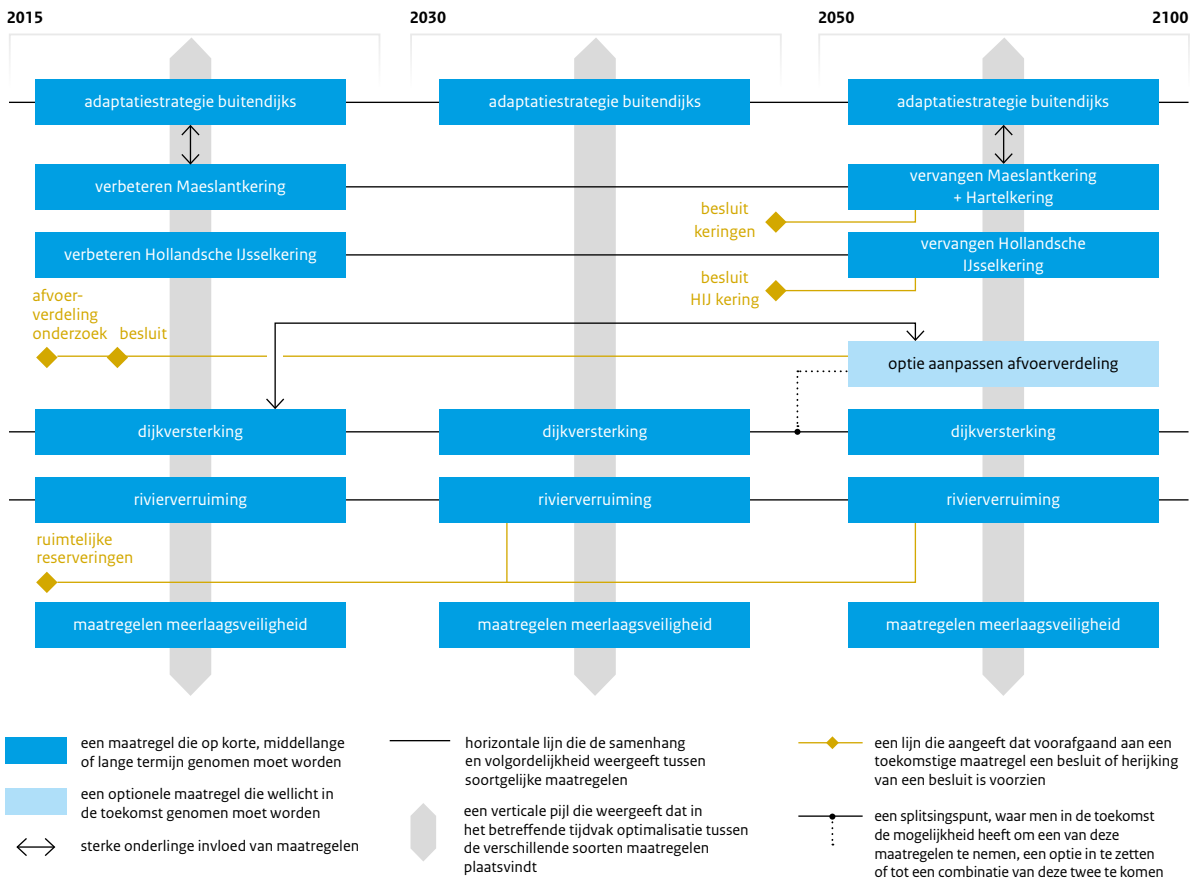 2015
2030
2050
2100
adaptatiestrategie buitendijks
adaptatiestrategie buitendijks
adaptatiestrategie buitendijks
verbeteren Maeslantkering
vervangen Maeslantkering
+ Hartelkering
besluit
keringen
verbeteren Hollandsche IJsselkering
vervangen Hollandsche
IJsselkering
besluit
HIJ kering
afvoer-
verdeling
onderzoek
besluit
optie aanpassen afvoerverdeling
dijkversterking
dijkversterking
dijkversterking
rivierverruiming
rivierverruiming
rivierverruiming
ruimtelijke
reserveringen
maatregelen meerlaagsveiligheid
maatregelen meerlaagsveiligheid
maatregelen meerlaagsveiligheid
een maatregel die op korte, middellange
of lange termijn genomen moet worden
een optionele maatregel die wellicht in
de toekomst genomen moet worden
sterke onderlinge invloed van maatregelen
horizontale lijn die de samenhang
en volgordelijkheid weergeeft tussen
soortgelijke maatregelen
een verticale pijl die weergeeft dat in
het betreffende tijdvak optimalisatie tussen
de verschillende soorten maatregelen
plaatsvindt
een lijn die aangeeft dat voorafgaand aan een
toekomstige maatregel een besluit of herijking
van een besluit is voorzien
een splitsingspunt, waar men in de toekomst
de mogelijkheid heeft om een van deze
maatregelen te nemen, een optie in te zetten
of tot een combinatie van deze twee te komen